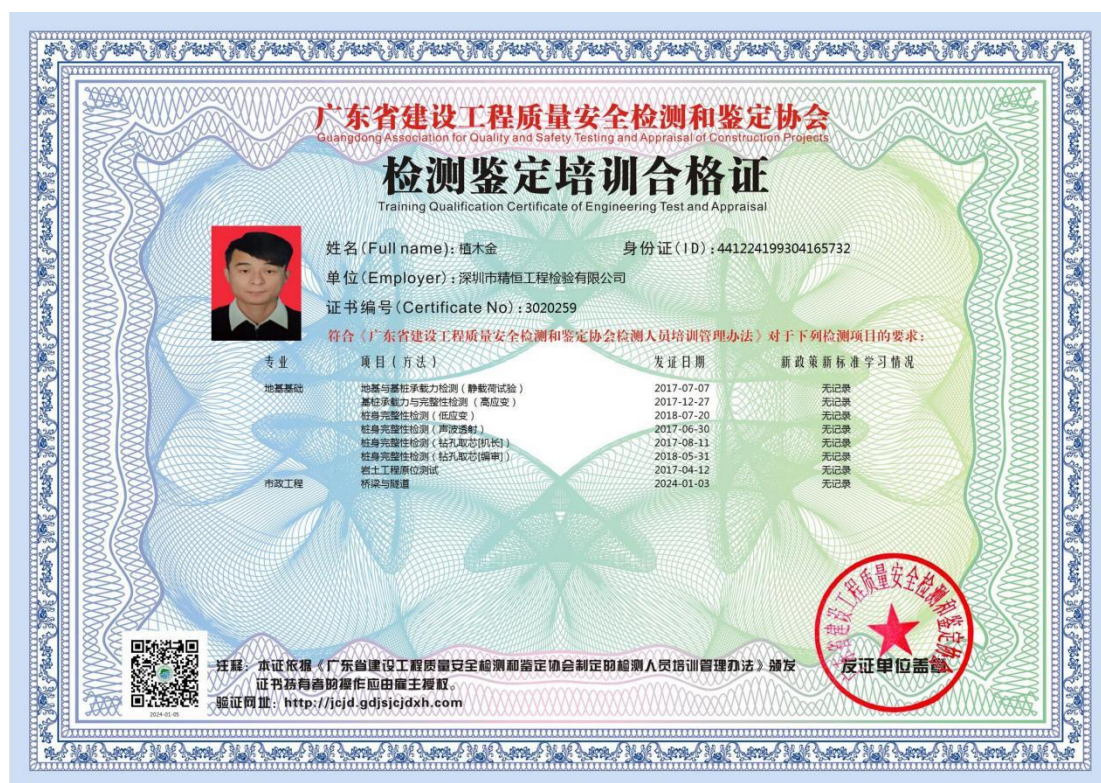 广东省建设工程质量安全检测和鉴定协会
Guangdong Association for Quality and Safety Testing and Appraisal of Construction Projects
检测鉴定培训合格证
Training Qualification Certificate of Engineering Test and Appraisal
姓名(Full name): 植木金 身份证(ID): 441224199304165732
单位(Employer): 深圳市精恒工程检验有限公司
证书编号(Certificate No): 3020259
符合《广东省建设工程质量安全检测和鉴定协会检测人员培训管理办法》对于下列检测项目的要求:
专业 项目(方法) 发证日期 新政策新标准学习情况
地基基础 地基与基桩承载力检测(静载荷试验) 2017-07-07 无记录
基桩承载力与完整性检测(高应变) 2017-12-27 无记录
桩身完整性检测(低应变) 2018-07-20 无记录
桩身完整性检测(声波透射) 2017-06-30 无记录
桩身完整性检测(钻孔取芯[机长]) 2017-08-11 无记录
桩身完整性检测(钻孔取芯[编审]) 2018-05-31 无记录
岩土工程原位测试 2017-04-12 无记录
市政工程 桥梁与隧道 2024-01-03 无记录
广东省建设工程质量安全检测和鉴定协会
发证单位盖章
注释: 本证依据《广东省建设工程质量安全检测和鉴定协会制定的检测人员培训管理办法》颁发
证书持有者的操作应由雇主授权。
验证网址: http://jcjd.gdjsjcjdxh.com
2024-01-05